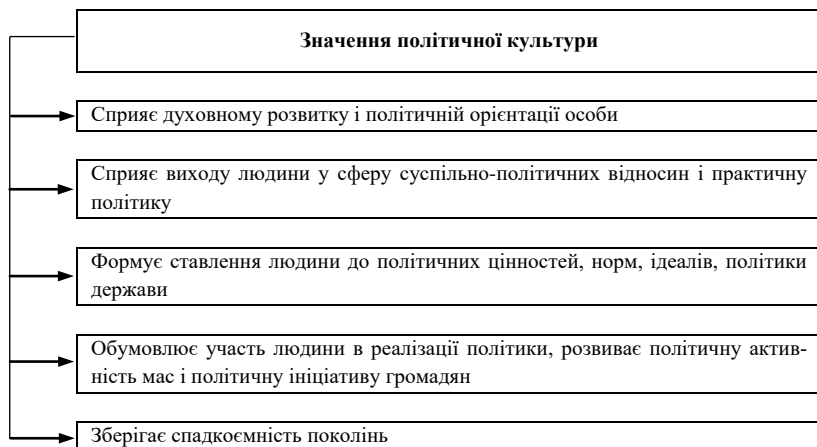 Значення політичної культури
Сприяє духовному розвитку і політичній орієнтації особи
Сприяє виходу людини у сферу суспільно-політичних відносин і практичну
політику
Формує ставлення людини до політичних цінностей, норм, ідеалів, політики
держави
Обумовлює участь людини в реалізації політики, розвиває політичну актив-
ність мас і політичну ініціативу громадян
Зберігає спадкоємність поколінь